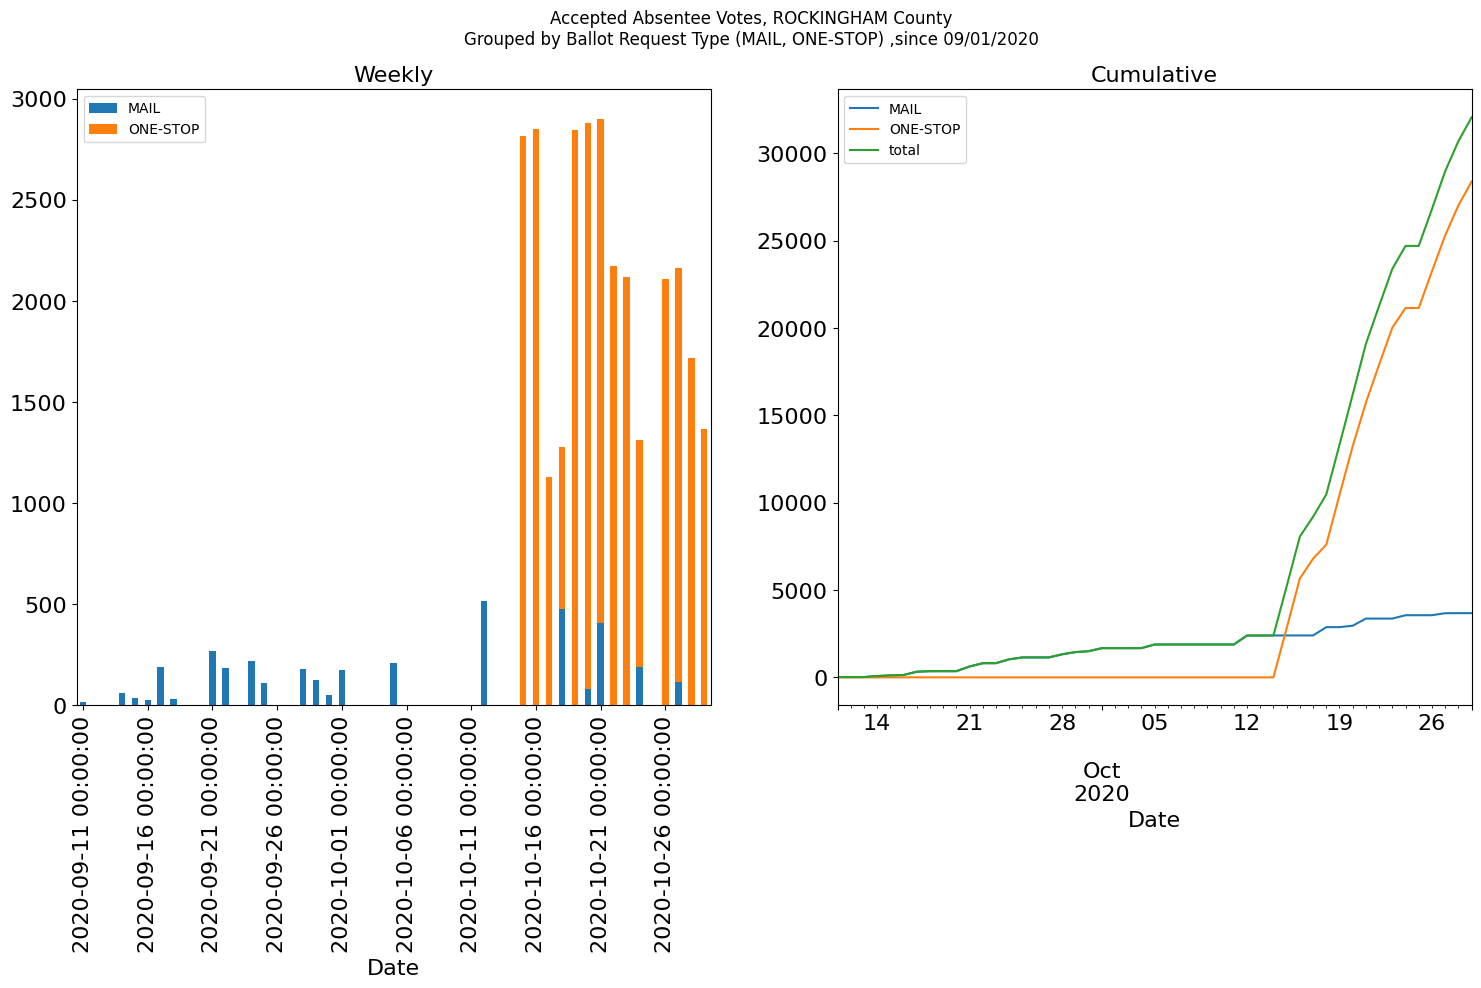 Accepted Absentee Votes, ROCKINGHAM County
Grouped by Ballot Request Type (MAIL, ONE-STOP) ,since 09/01/2020
Weekly
MAIL
ONE-STOP
3000
2500
2000
1500
1000
500
0
2020-09-11 00:00:00
2020-09-16 00:00:00
2020-09-21 00:00:00
2020-09-26 00:00:00
2020-10-01 00:00:00
2020-10-06 00:00:00
2020-10-11 00:00:00
2020-10-16 00:00:00
2020-10-21 00:00:00
2020-10-26 00:00:00
Date
Cumulative
MAIL
ONE-STOP
total
30000
25000
20000
15000
10000
5000
0
14 21 28 05 12 19 26
Oct
2020
Date